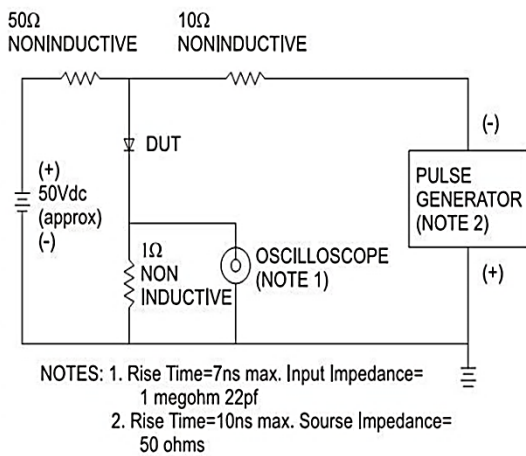 50Ω
NONINDUCTIVE
10Ω
NONINDUCTIVE
(+)
50Vdc
(approx)
(-)
DUT
1Ω
NON
INDUCTIVE
OSCILLOSCOPE
(NOTE 1)
(-)
PULSE
GENERATOR
(NOTE 2)
(+)
NOTES: 1. Rise Time=7ns max. Input Impedance=
1 megohm 22pf
2. Rise Time=10ns max. Sourse Impedance=
50 ohms